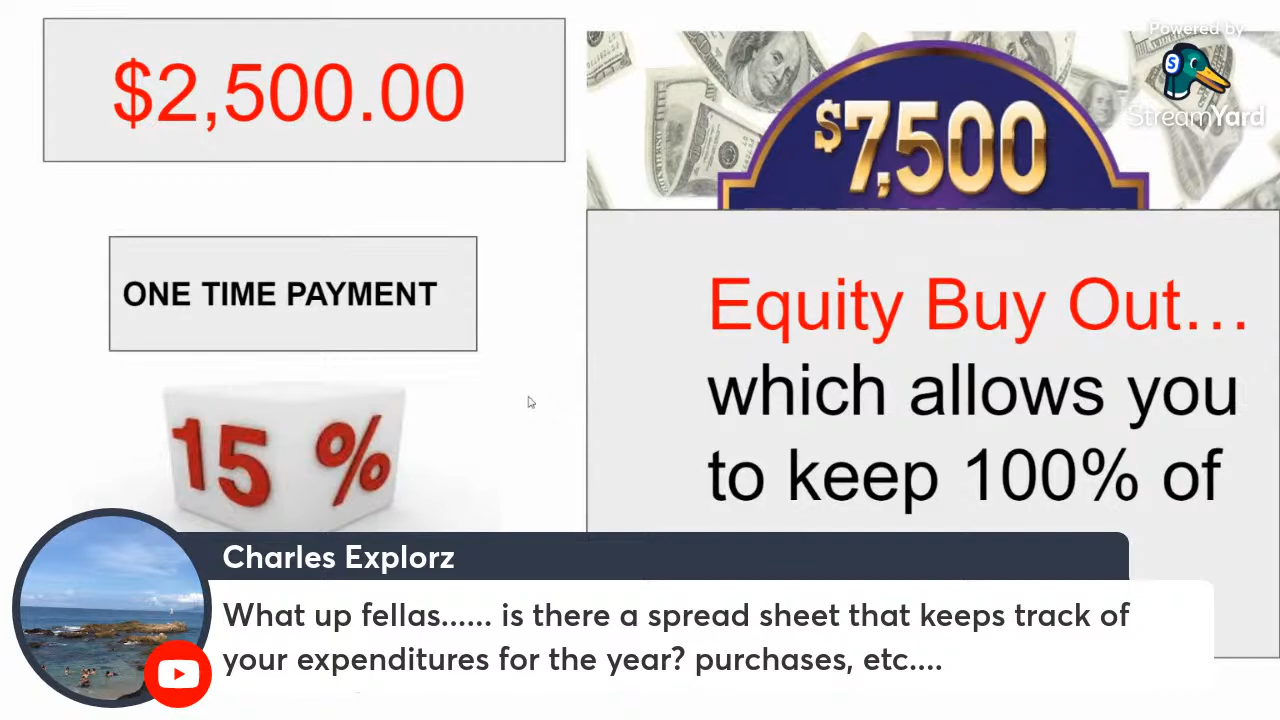 $2,500.00
Powered by
S
StreamYard
$7,500
ONE TIME PAYMENT
Equity Buy Out…
which allows you
to keep 100% of
15 %
Charles Explorz
What up fellas...... is there a spread sheet that keeps track of
your expenditures for the year? purchases, etc....